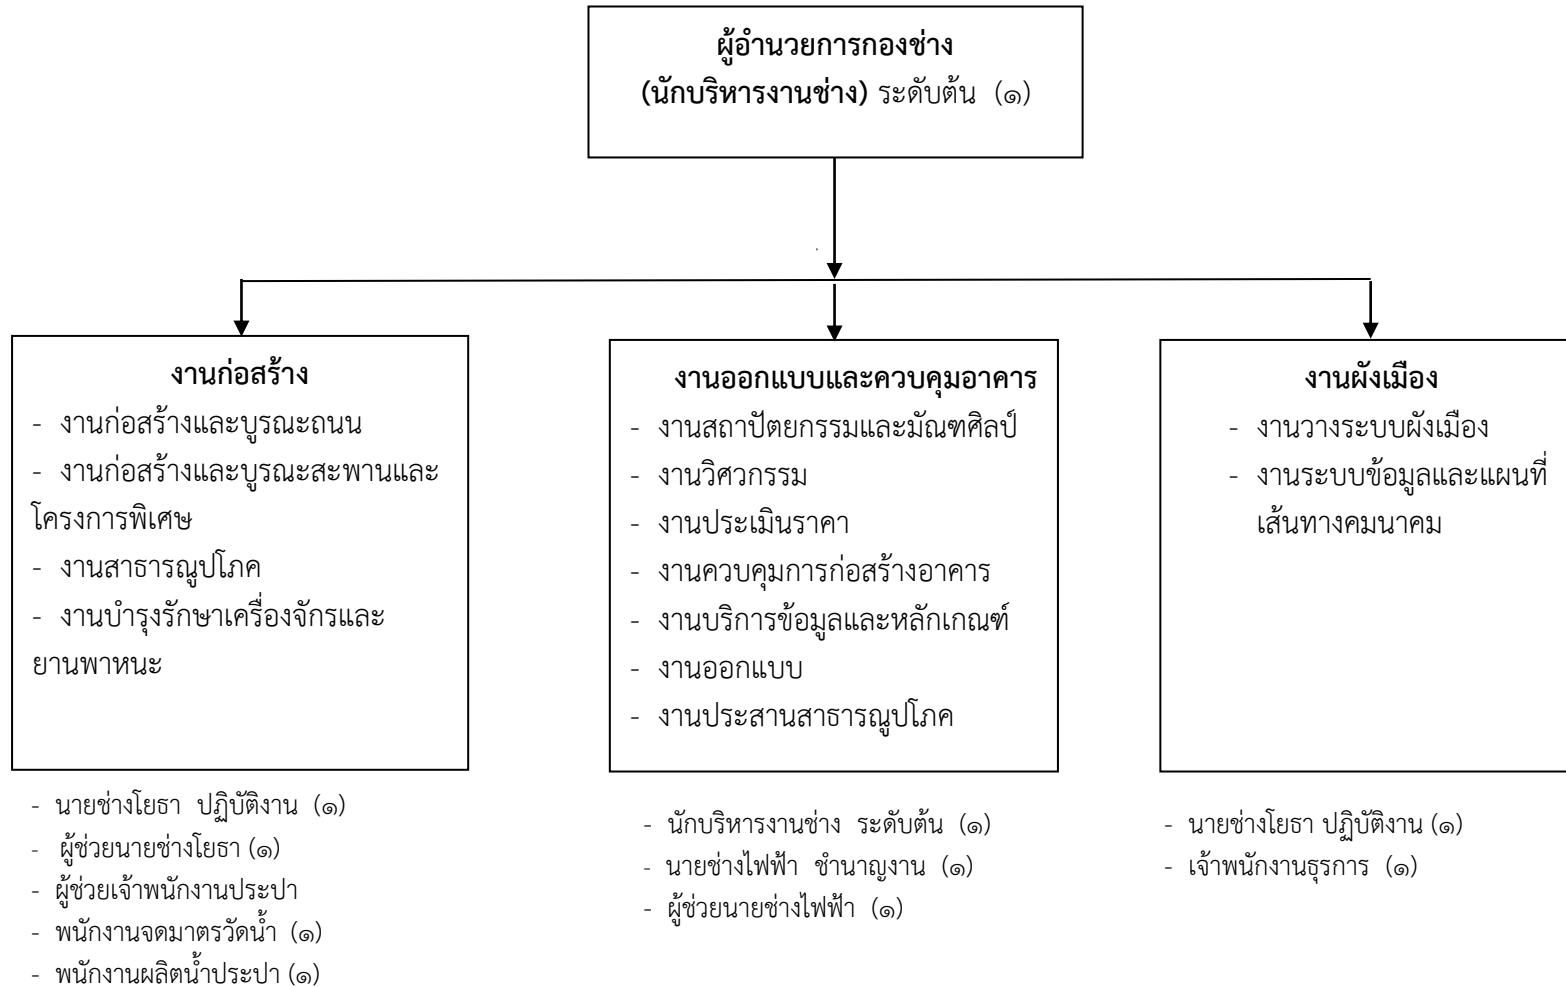 ผู้อำนวยการกองช่าง
(นักบริหารงานช่าง) ระดับต้น (๑)
งานก่อสร้าง
- งานก่อสร้างและบูรณะถนน
- งานก่อสร้างและบูรณะสะพานและ
โครงการพิเศษ
- งานสาธารณูปโภค
- งานบำรุงรักษาเครื่องจักรและ
ยานพาหนะ
- นายช่างโยธา ปฏิบัติงาน (๑)
- ผู้ช่วยนายช่างโยธา (๑)
- ผู้ช่วยเจ้าพนักงานประปา
- พนักงานจดมาตรวัดน้ำ (๑)
- พนักงานผลิตน้ำประปา (๑)
งานออกแบบและควบคุมอาคาร
- งานสถาปัตยกรรมและมัณฑศิลป์
- งานวิศวกรรม
- งานประเมินราคา
- งานควบคุมการก่อสร้างอาคาร
- งานบริการข้อมูลและหลักเกณฑ์
- งานออกแบบ
- งานประสานสาธารณูปโภค
- นักบริหารงานช่าง ระดับต้น (๑)
- นายช่างไฟฟ้า ชำนาญงาน (๑)
- ผู้ช่วยนายช่างไฟฟ้า (๑)
งานผังเมือง
- งานวางระบบผังเมือง
- งานระบบข้อมูลและแผนที่
เส้นทางคมนาคม
- นายช่างโยธา ปฏิบัติงาน (๑)
- เจ้าพนักงานธุรการ (๑)